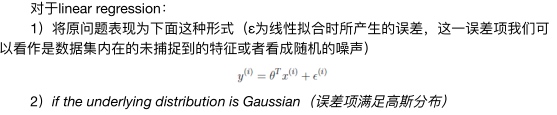 对于linear regression：
1）将原问题表现为下面这种形式（ε为线性拟合时所产生的误差，这一误差项我们可
以看作是数据集内在的未捕捉到的特征或者看成随机的噪声）
y^{(i)} = θ^T x^{(i)} + ϵ^{(i)}
2）if the underlying distribution is Gaussian（误差项满足高斯分布）